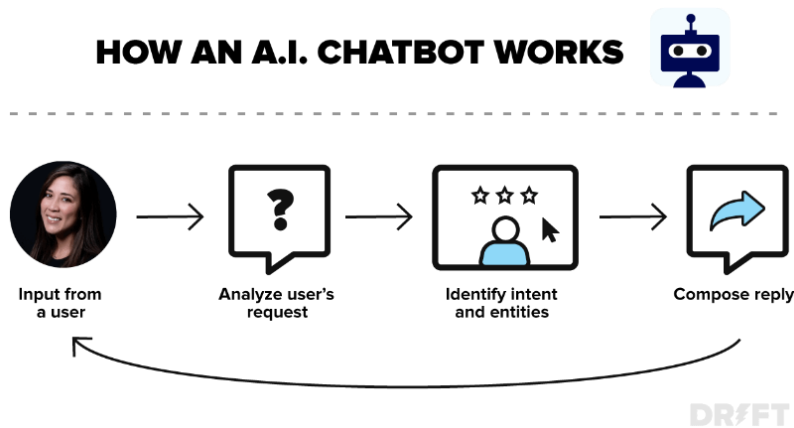 HOW AN A.I. CHATBOT WORKS
?
Input from
a user
Analyze user's
request
Identify intent
and entities
Compose reply
DRIFT